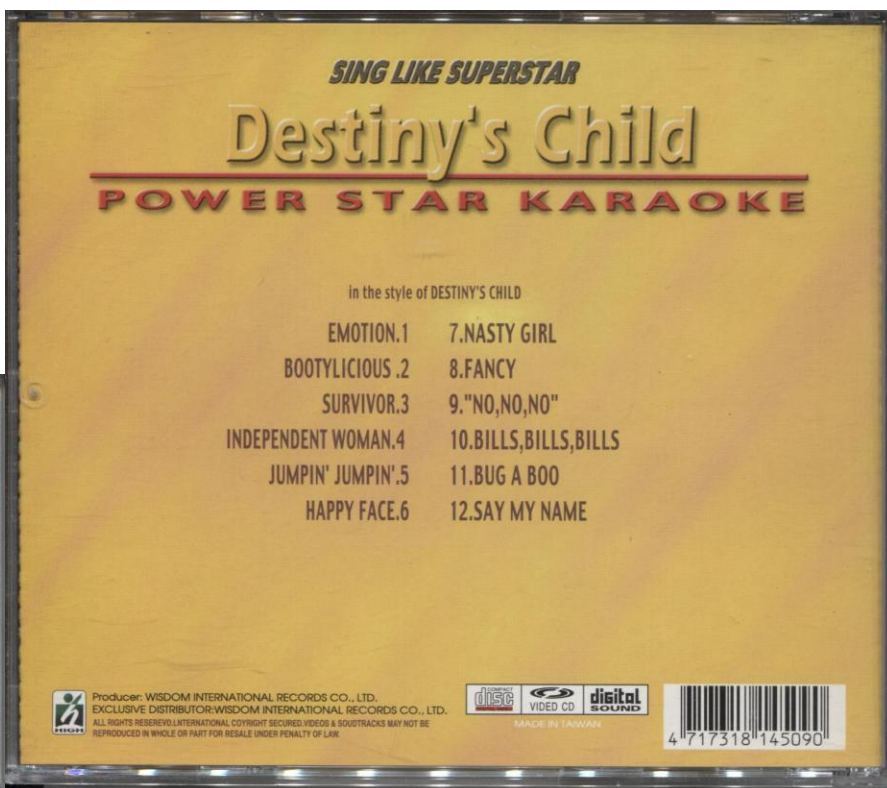 SING LIKE SUPERSTAR
Destiny's Child
POWER STAR KARAOKE
in the style of DESTINY'S CHILD
EMOTION.1
BOOTYLICIOUS .2
SURVIVOR.3
INDEPENDENT WOMAN.4
JUMPIN' JUMPIN'.5
HAPPY FACE.6
7.NASTY GIRL
8.FANCY
9."NO,NO,NO"
10.BILLS,BILLS,BILLS
11.BUG A BOO
12.SAY MY NAME
HIGH
Producer: WISDOM INTERNATIONAL RECORDS CO., LTD.
EXCLUSIVE DISTRIBUTOR:WISDOM INTERNATIONAL RECORDS CO., LTD.
ALL RIGHTS RESEREVO.LNTERNATIONAL COYRIGHT SECURED.VIDEOS & SOUDTRACKS MAY NOT BE
REPRODUCED IN WHOLE OR PART FOR RESALE UNDER PENALTY OF LAW.
COMPACT
disc
DIGITAL VIDEO
VIDEO CD
digital
SOUND
MADE IN TAIWAN
4 717318 145090